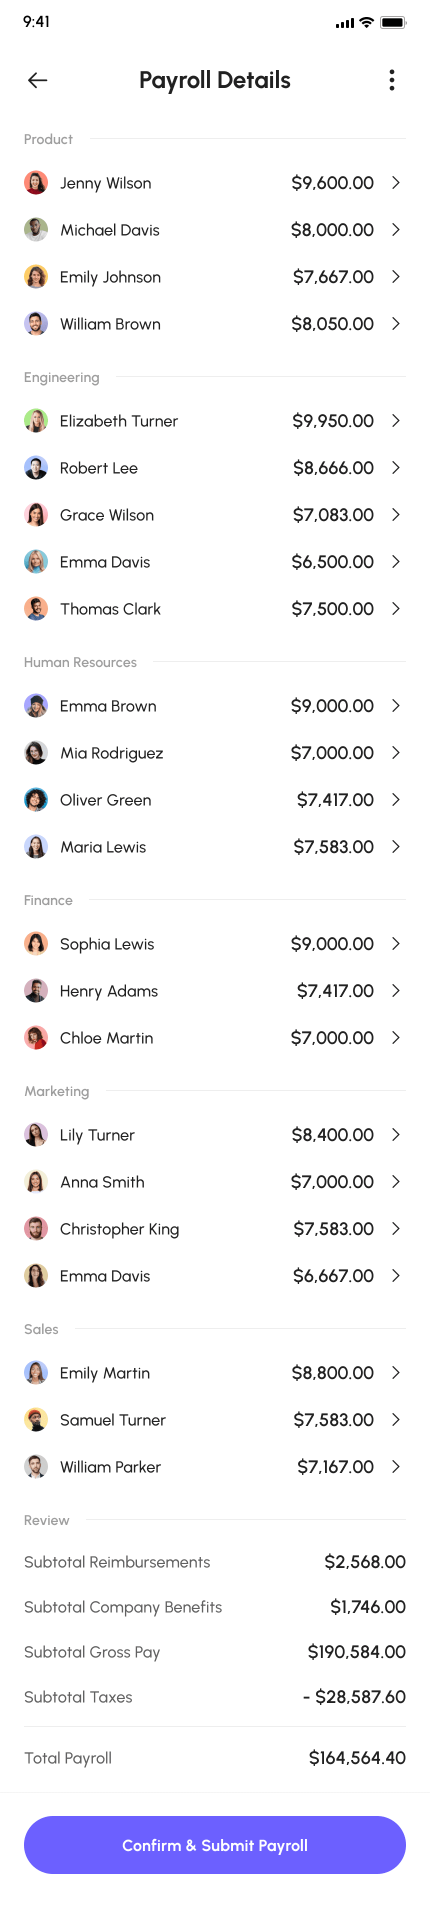 9:41
Payroll Details
Product
Jenny Wilson $9,600.00
Michael Davis $8,000.00
Emily Johnson $7,667.00
William Brown $8,050.00
Engineering
Elizabeth Turner $9,950.00
Robert Lee $8,666.00
Grace Wilson $7,083.00
Emma Davis $6,500.00
Thomas Clark $7,500.00
Human Resources
Emma Brown $9,000.00
Mia Rodriguez $7,000.00
Oliver Green $7,417.00
Maria Lewis $7,583.00
Finance
Sophia Lewis $9,000.00
Henry Adams $7,417.00
Chloe Martin $7,000.00
Marketing
Lily Turner $8,400.00
Anna Smith $7,000.00
Christopher King $7,583.00
Emma Davis $6,667.00
Sales
Emily Martin $8,800.00
Samuel Turner $7,583.00
William Parker $7,167.00
Review
Subtotal Reimbursements $2,568.00
Subtotal Company Benefits $1,746.00
Subtotal Gross Pay $190,584.00
Subtotal Taxes - $28,587.60
Total Payroll $164,564.40
Confirm & Submit Payroll